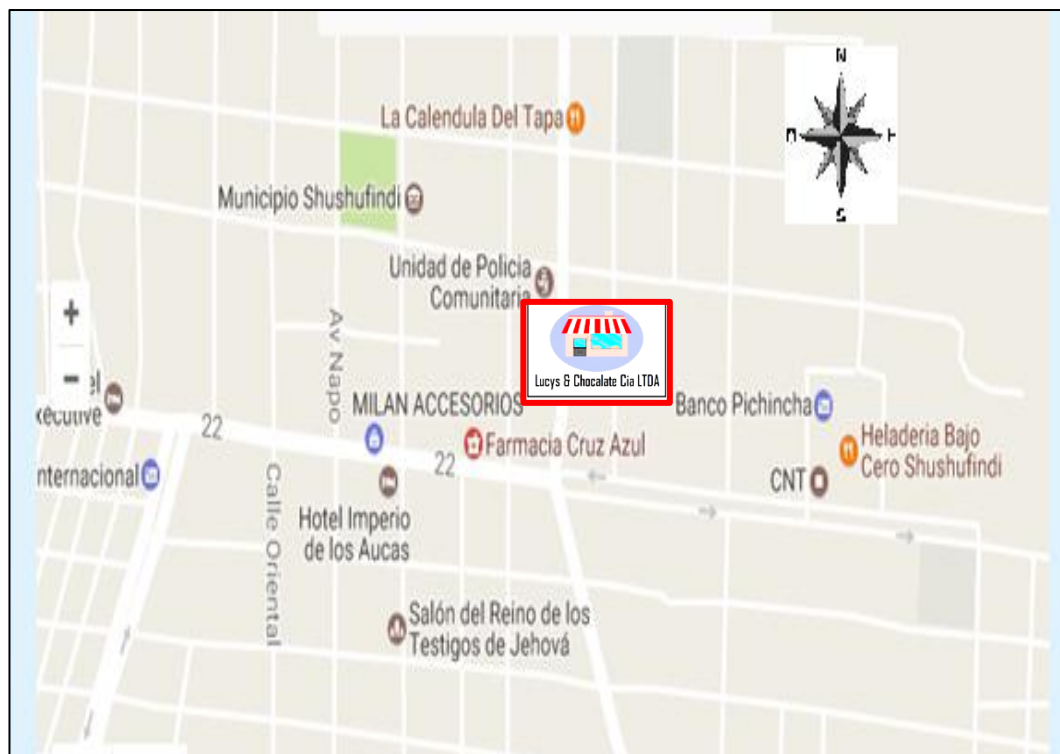 N
La Calendula Del Tapa
Municipio Shushufindi
S
Unidad de Policia
Comunitaria
+
−
Lucys & Chocalate Cia LTDA
Av Napo
MILAN ACCESORIOS
Banco Pichincha
xecutive
22
Farmacia Cruz Azul
22
Heladeria Bajo
Cero Shushufindi
nternacional
CNT
Calle Oriental
Hotel Imperio
de los Aucas
Salón del Reino de los
Testigos de Jehová